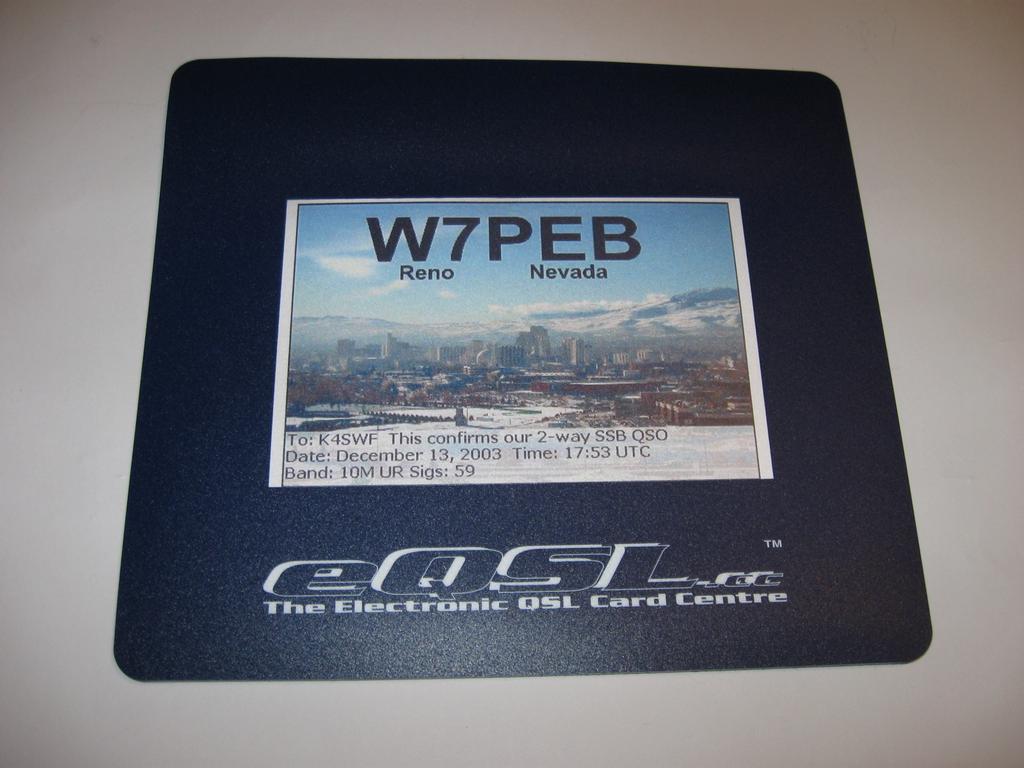 W7PEB
Reno Nevada
To: K4SWF This confirms our 2-way SSB QSO
Date: December 13, 2003 Time: 17:53 UTC
Band: 10M UR Sigs: 59
eQSL.cc ™
The Electronic QSL Card Centre